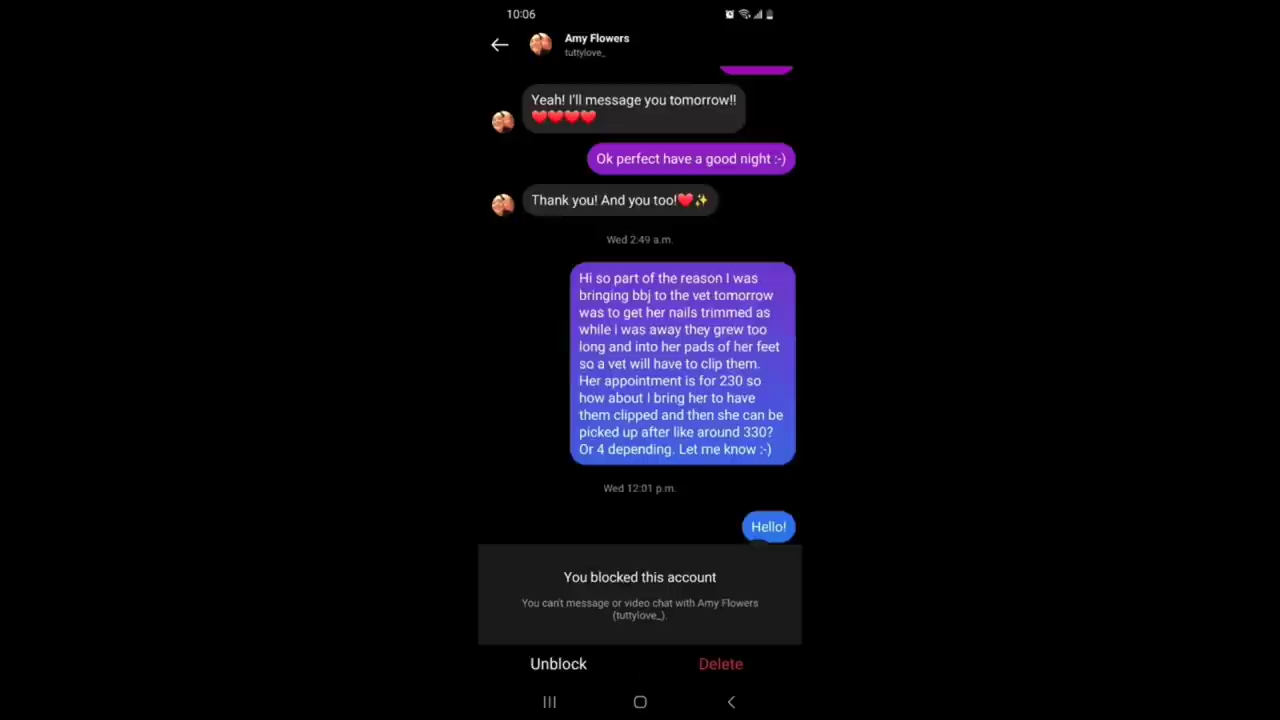 10:06
Amy Flowers
tuttylove_
Yeah! I'll message you tomorrow!!
❤️❤️❤️❤️
Ok perfect have a good night :-)
Thank you! And you too!❤️✨
Wed 2:49 a.m.
Hi so part of the reason I was
bringing bbj to the vet tomorrow
was to get her nails trimmed as
while i was away they grew too
long and into her pads of her feet
so a vet will have to clip them.
Her appointment is for 230 so
how about I bring her to have
them clipped and then she can be
picked up after like around 330?
Or 4 depending. Let me know :-)
Wed 12:01 p.m.
Hello!
You blocked this account
You can't message or video chat with Amy Flowers
(tuttylove_).
Unblock
Delete